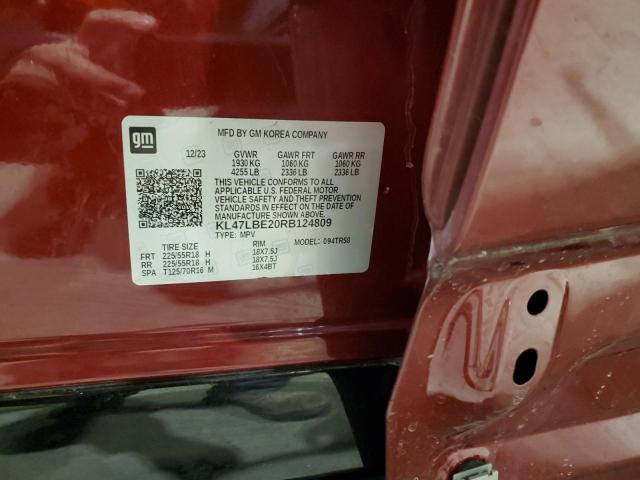 gm
MFD BY GM KOREA COMPANY
12/23 GVWR GAWR FRT GAWR RR
1930 KG 1060 KG 1060 KG
4255 LB 2336 LB 2336 LB
THIS VEHICLE CONFORMS TO ALL
APPLICABLE U.S. FEDERAL MOTOR
VEHICLE SAFETY AND THEFT PREVENTION
STANDARDS IN EFFECT ON THE DATE OF
MANUFACTURE SHOWN ABOVE.
KL47LBE20RB124809
TYPE: MPV MODEL: 094TR58
TIRE SIZE RIM
FRT 225/55R18 H 18X7.5J
RR 225/55R18 H 18X7.5J
SPA T125/70R16 M 16X4BT